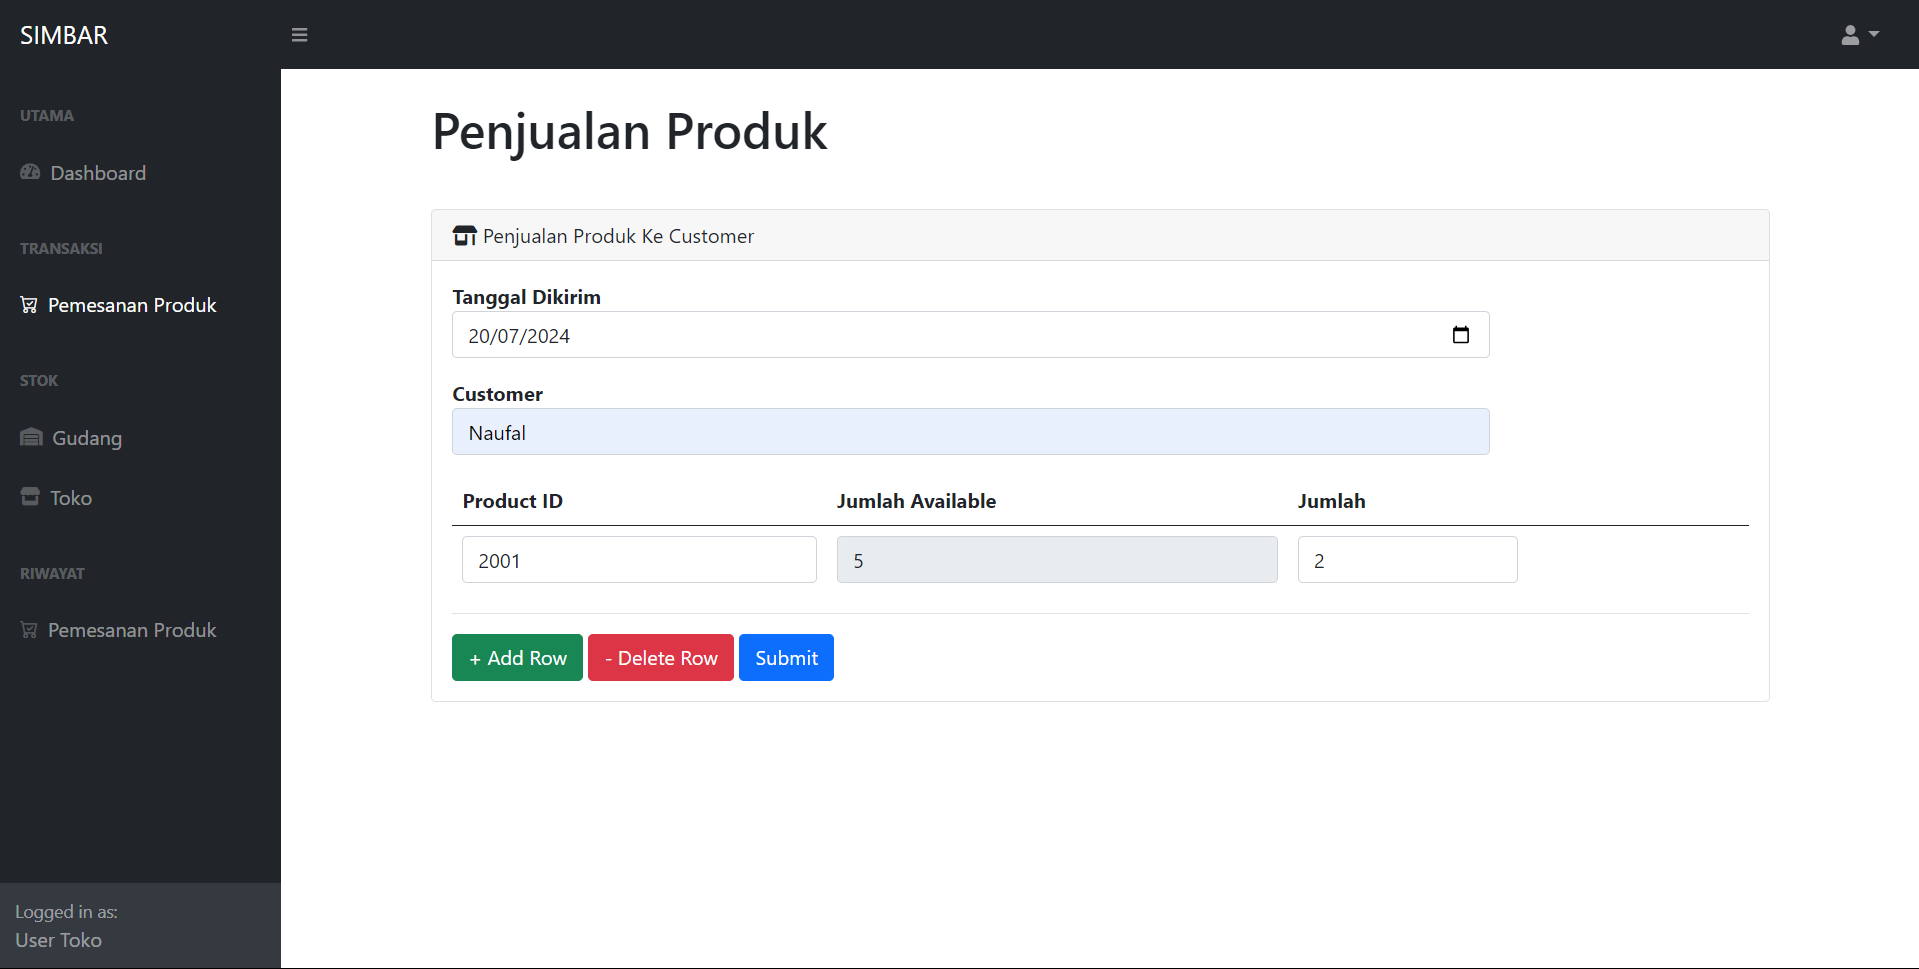 SIMBAR
UTAMA
Dashboard
TRANSAKSI
Pemesanan Produk
STOK
Gudang
Toko
RIWAYAT
Pemesanan Produk
Logged in as:
User Toko
Penjualan Produk
Penjualan Produk Ke Customer
Tanggal Dikirim
20/07/2024
Customer
Naufal
Product ID Jumlah Available Jumlah
2001 5 2
+ Add Row - Delete Row Submit